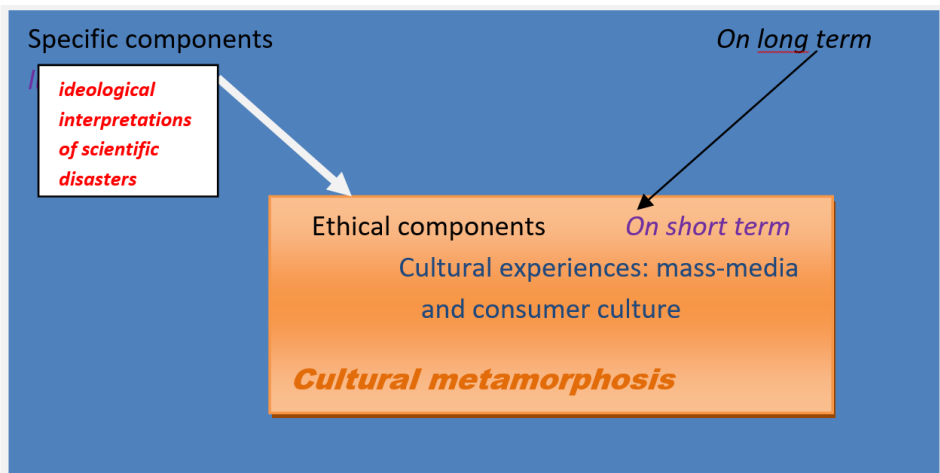 Specific components
On long term
ideological
interpretations
of scientific
disasters
Ethical components
On short term
Cultural experiences: mass-media
and consumer culture
Cultural metamorphosis